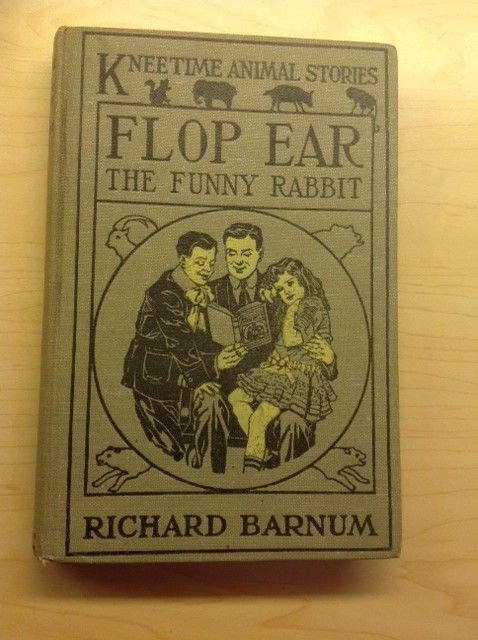 KNEETIME ANIMAL STORIES
FLOP EAR
THE FUNNY RABBIT
RICHARD BARNUM